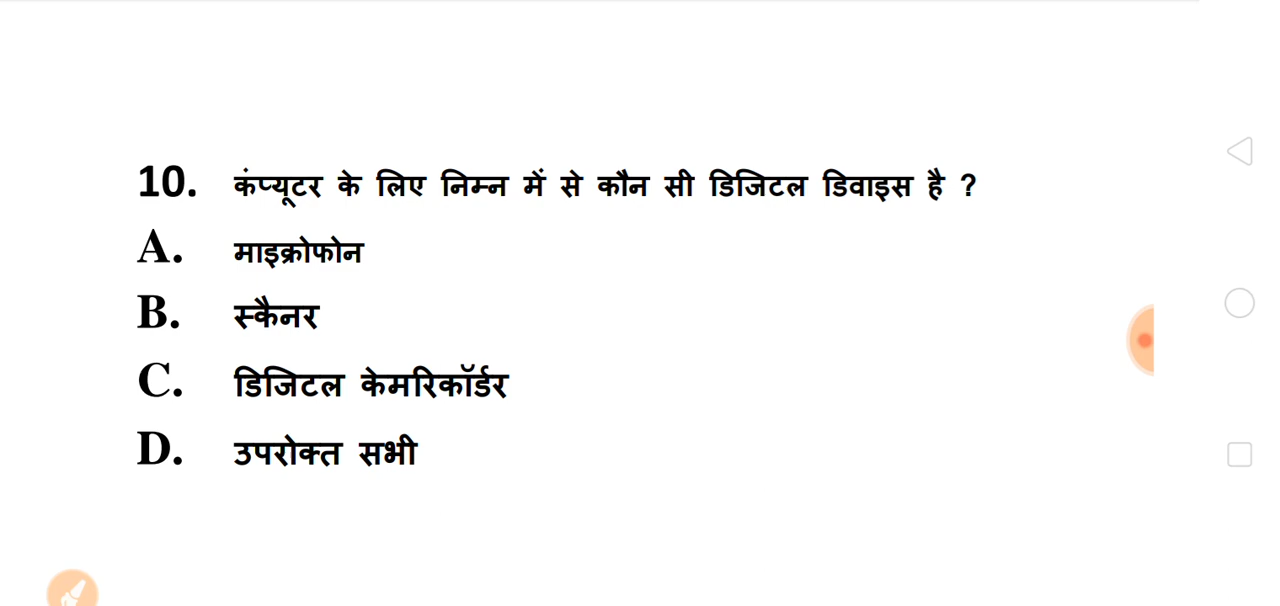 10. कंप्यूटर के लिए निम्न में से कौन सी डिजिटल डिवाइस है ?
A. माइक्रोफोन
B. स्कैनर
C. डिजिटल केमरिकॉर्डर
D. उपरोक्त सभी